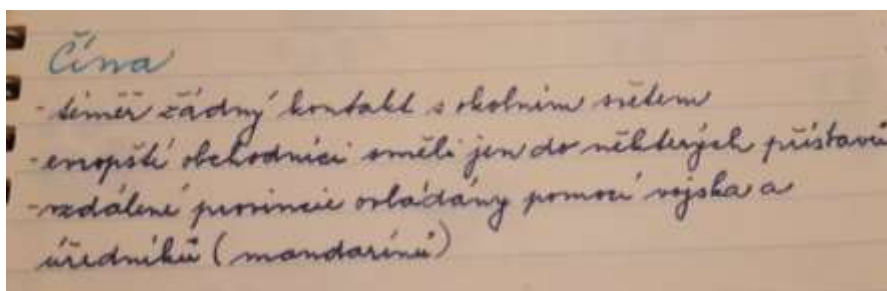 Čína
- téměř žádný kontakt s okolním světem
- evropští obchodníci směli jen do některých přístavů
- vzdálené provincie ovládány pomocí vojska a
úředníků (mandarínů)